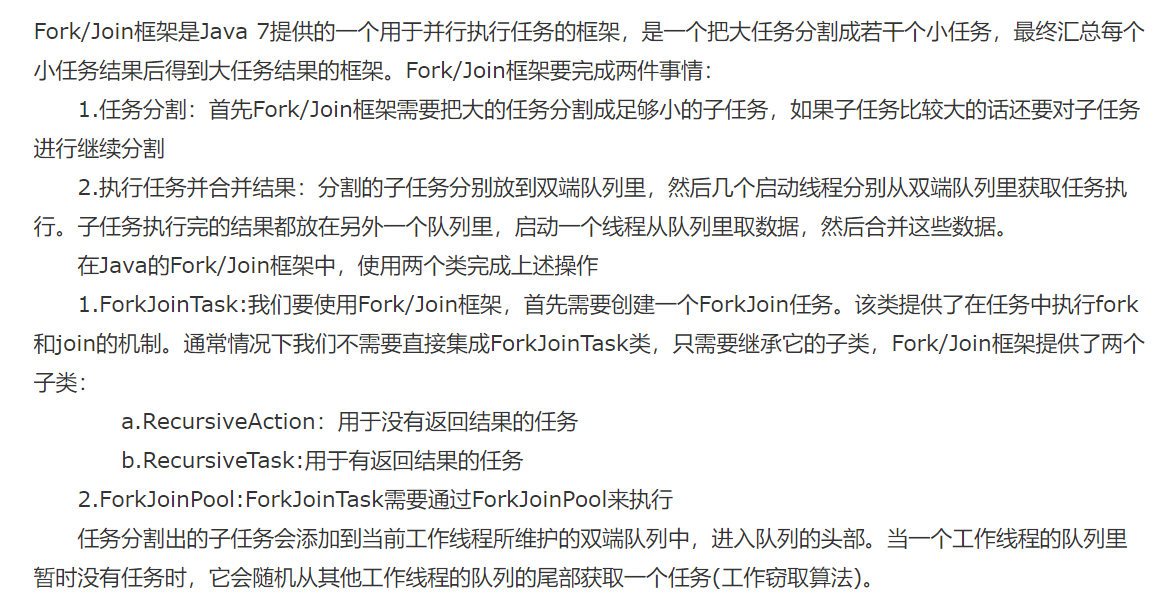 Fork/Join框架是Java 7提供的一个用于并行执行任务的框架，是一个把大任务分割成若干个小任务，最终汇总每个
小任务结果后得到大任务结果的框架。Fork/Join框架要完成两件事情：
1.任务分割：首先Fork/Join框架需要把大的任务分割成足够小的子任务，如果子任务比较大的话还要对子任务
进行继续分割
2.执行任务并合并结果：分割的子任务分别放到双端队列里，然后几个启动线程分别从双端队列里获取任务执
行。子任务执行完的结果都放在另外一个队列里，启动一个线程从队列里取数据，然后合并这些数据。
在Java的Fork/Join框架中，使用两个类完成上述操作
1.ForkJoinTask:我们要使用Fork/Join框架，首先需要创建一个ForkJoin任务。该类提供了在任务中执行fork
和join的机制。通常情况下我们不需要直接集成ForkJoinTask类，只需要继承它的子类，Fork/Join框架提供了两个
子类：
a.RecursiveAction：用于没有返回结果的任务
b.RecursiveTask:用于有返回结果的任务
2.ForkJoinPool:ForkJoinTask需要通过ForkJoinPool来执行
任务分割出的子任务会添加到当前工作线程所维护的双端队列中，进入队列的头部。当一个工作线程的队列里
暂时没有任务时，它会随机从其他工作线程的队列的尾部获取一个任务(工作窃取算法)。